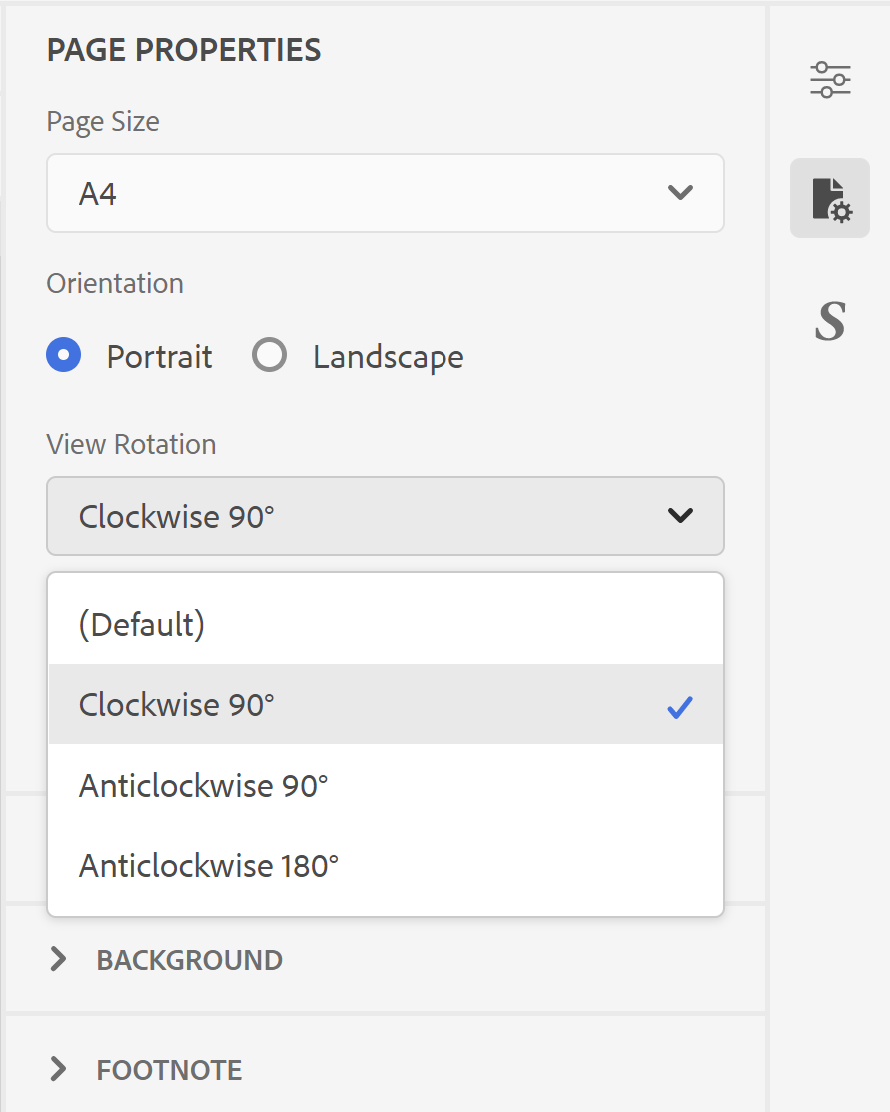 PAGE PROPERTIES
Page Size
A4
Orientation
Portrait Landscape
View Rotation
Clockwise 90°
(Default)
Clockwise 90°
Anticlockwise 90°
Anticlockwise 180°
BACKGROUND
FOOTNOTE
S